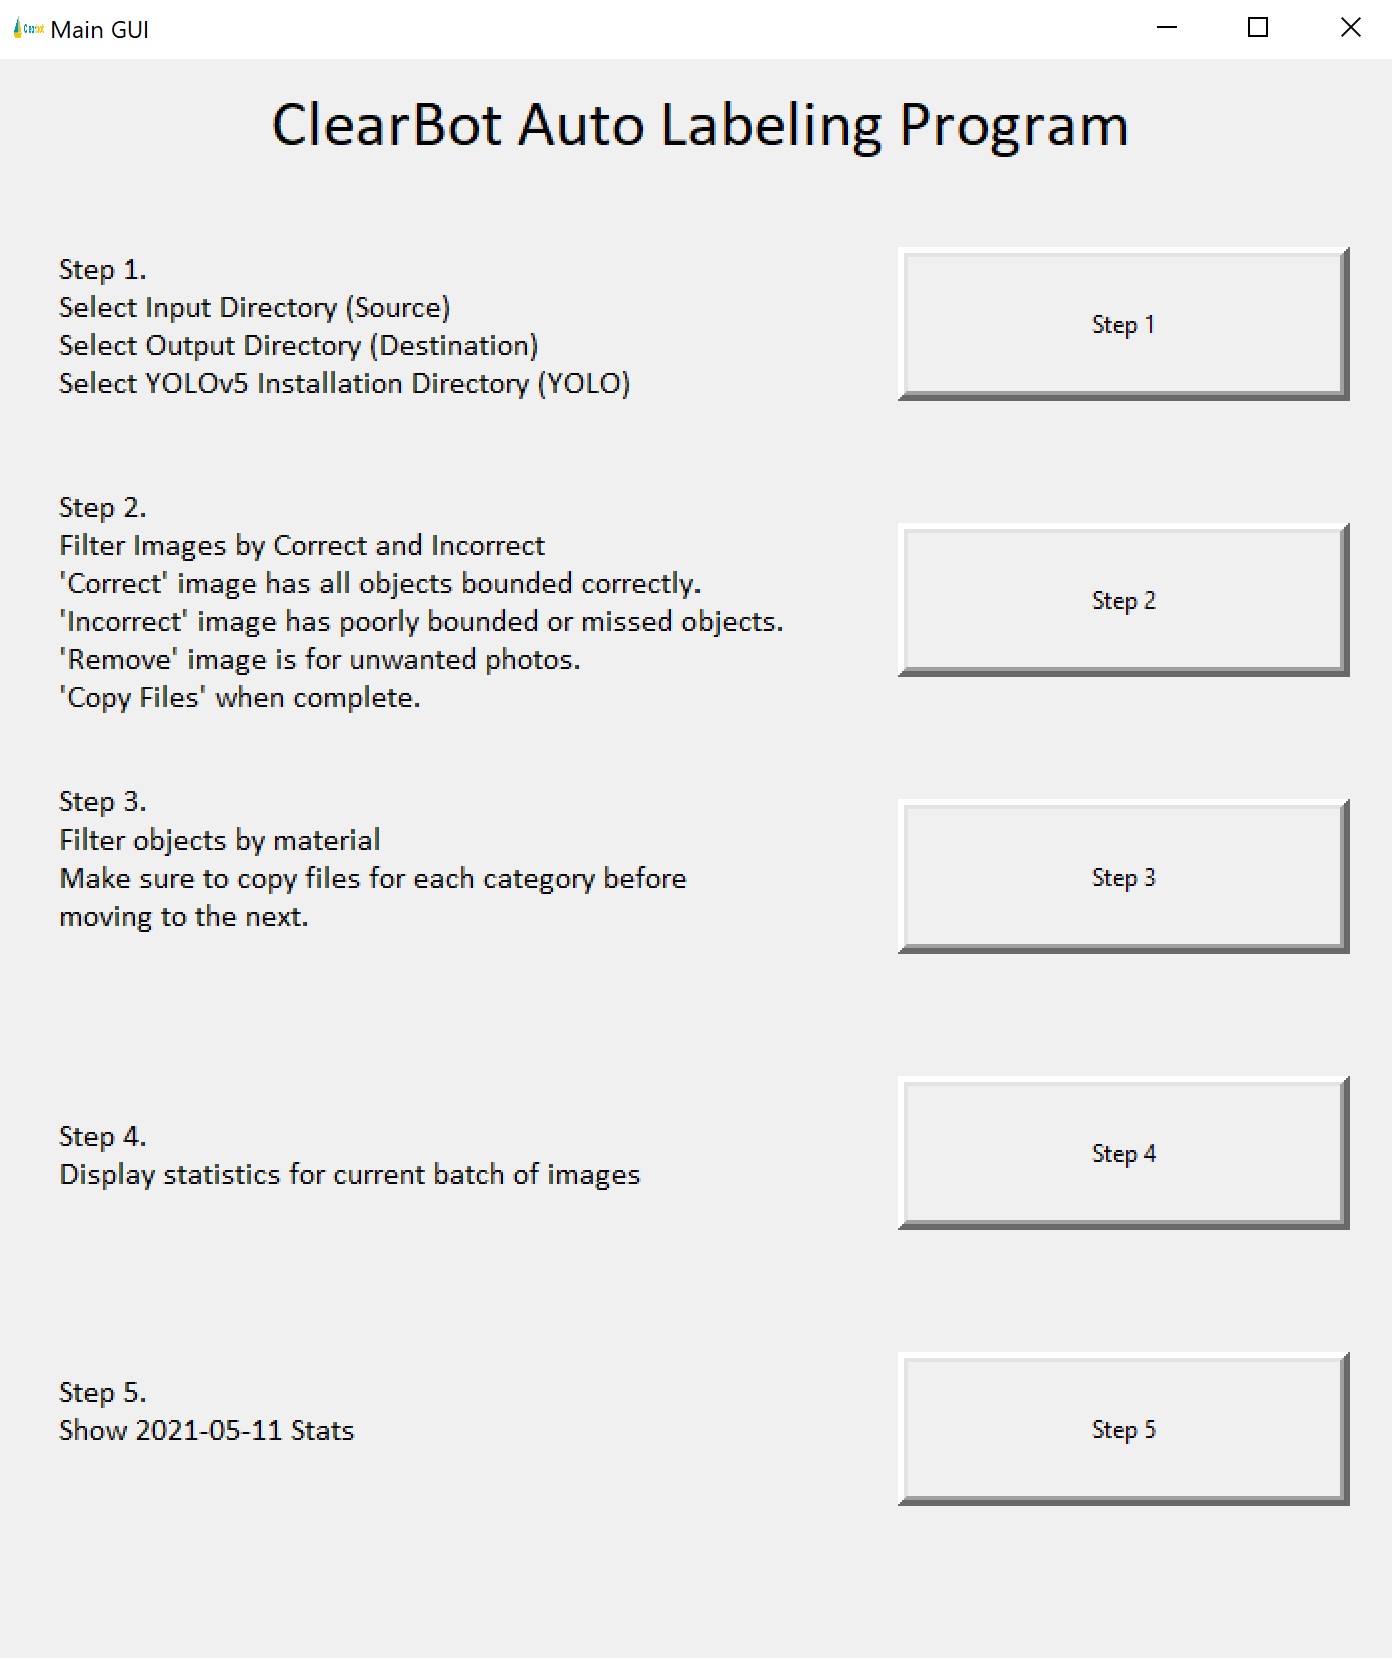 Clearbot
Main GUI
ClearBot Auto Labeling Program
Step 1.
Select Input Directory (Source)
Select Output Directory (Destination)
Select YOLOv5 Installation Directory (YOLO)
Step 1
Step 2.
Filter Images by Correct and Incorrect
'Correct' image has all objects bounded correctly.
'Incorrect' image has poorly bounded or missed objects.
'Remove' image is for unwanted photos.
'Copy Files' when complete.
Step 2
Step 3.
Filter objects by material
Make sure to copy files for each category before
moving to the next.
Step 3
Step 4.
Display statistics for current batch of images
Step 4
Step 5.
Show 2021-05-11 Stats
Step 5